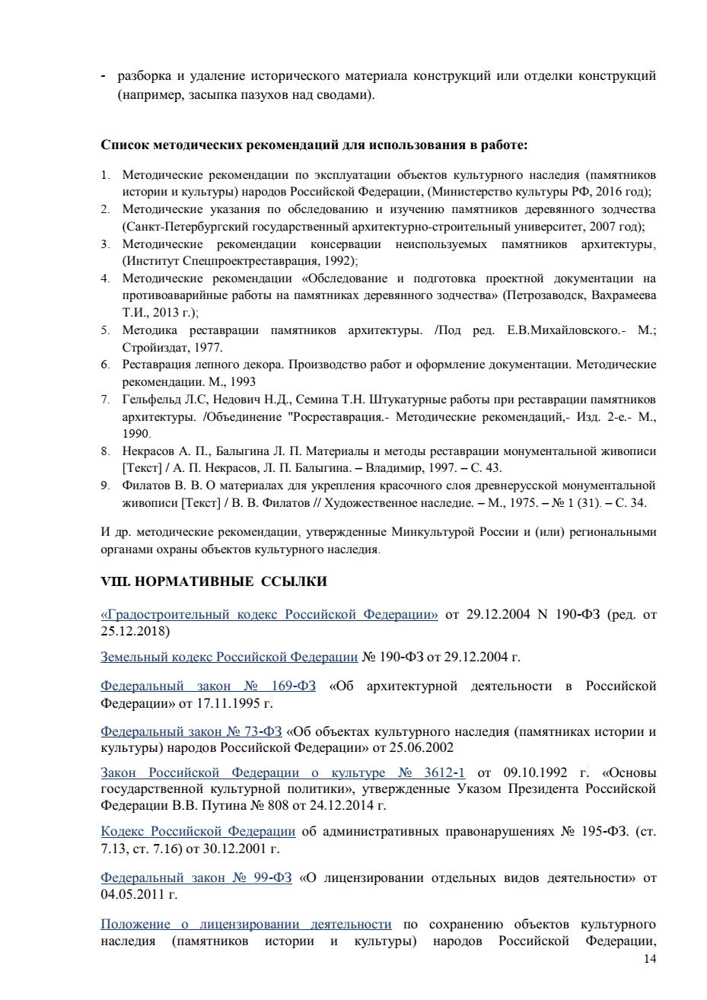 - разборка и удаление исторического материала конструкций или отделки конструкций
(например, засыпка пазухов над сводами).
Список методических рекомендаций для использования в работе:
1. Методические рекомендации по эксплуатации объектов культурного наследия (памятников
истории и культуры) народов Российской Федерации, (Министерство культуры РФ, 2016 год);
2. Методические указания по обследованию и изучению памятников деревянного зодчества
(Санкт-Петербургский государственный архитектурно-строительный университет, 2007 год);
3. Методические рекомендации консервации неиспользуемых памятников архитектуры,
(Институт Спецпроектреставрация, 1992);
4. Методические рекомендации «Обследование и подготовка проектной документации на
противоаварийные работы на памятниках деревянного зодчества» (Петрозаводск, Вахрамеева
Т.И., 2013 г.);
5. Методика реставрации памятников архитектуры. /Под ред. Е.В.Михайловского.- М.;
Стройиздат, 1977.
6. Реставрация лепного декора. Производство работ и оформление документации. Методические
рекомендации. М., 1993
7. Гельфельд Л.С, Недович Н.Д., Семина Т.Н. Штукатурные работы при реставрации памятников
архитектуры. /Объединение "Росреставрация.- Методические рекомендаций,- Изд. 2-е.- М.,
1990.
8. Некрасов А. П., Балыгина Л. П. Материалы и методы реставрации монументальной живописи
[Текст] / А. П. Некрасов, Л. П. Балыгина. – Владимир, 1997. – С. 43.
9. Филатов В. В. О материалах для укрепления красочного слоя древнерусской монументальной
живописи [Текст] / В. В. Филатов // Художественное наследие. – М., 1975. – № 1 (31). – С. 34.
И др. методические рекомендации, утвержденные Минкультурой России и (или) региональными
органами охраны объектов культурного наследия.
VIII. НОРМАТИВНЫЕ ССЫЛКИ
«Градостроительный кодекс Российской Федерации» от 29.12.2004 N 190-ФЗ (ред. от
25.12.2018)
Земельный кодекс Российской Федерации № 190-ФЗ от 29.12.2004 г.
Федеральный закон № 169-ФЗ «Об архитектурной деятельности в Российской
Федерации» от 17.11.1995 г.
Федеральный закон № 73-ФЗ «Об объектах культурного наследия (памятниках истории и
культуры) народов Российской Федерации» от 25.06.2002
Закон Российской Федерации о культуре № 3612-1 от 09.10.1992 г. «Основы
государственной культурной политики», утвержденные Указом Президента Российской
Федерации В.В. Путина № 808 от 24.12.2014 г.
Кодекс Российской Федерации об административных правонарушениях № 195-ФЗ. (ст.
7.13, ст. 7.16) от 30.12.2001 г.
Федеральный закон № 99-ФЗ «О лицензировании отдельных видов деятельности» от
04.05.2011 г.
Положение о лицензировании деятельности по сохранению объектов культурного
наследия (памятников истории и культуры) народов Российской Федерации,
14